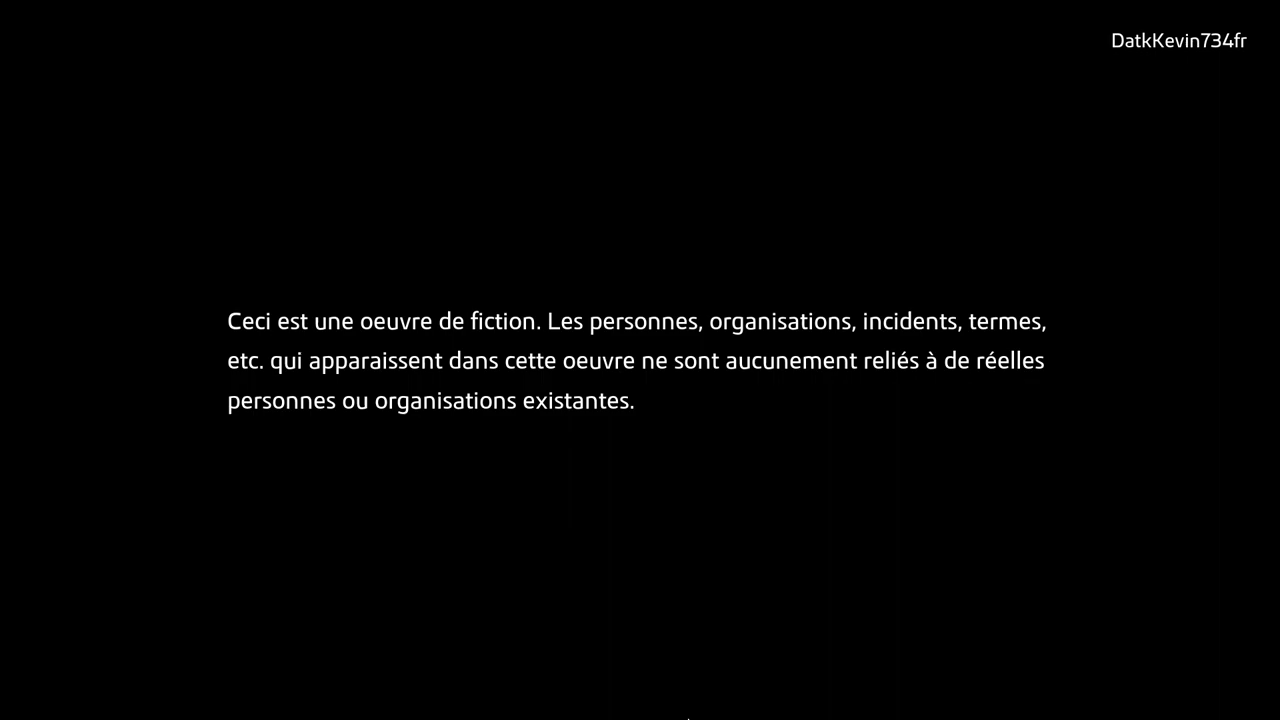 DatkKevin734fr
Ceci est une oeuvre de fiction. Les personnes, organisations, incidents, termes,
etc. qui apparaissent dans cette oeuvre ne sont aucunement reliés à de réelles
personnes ou organisations existantes.